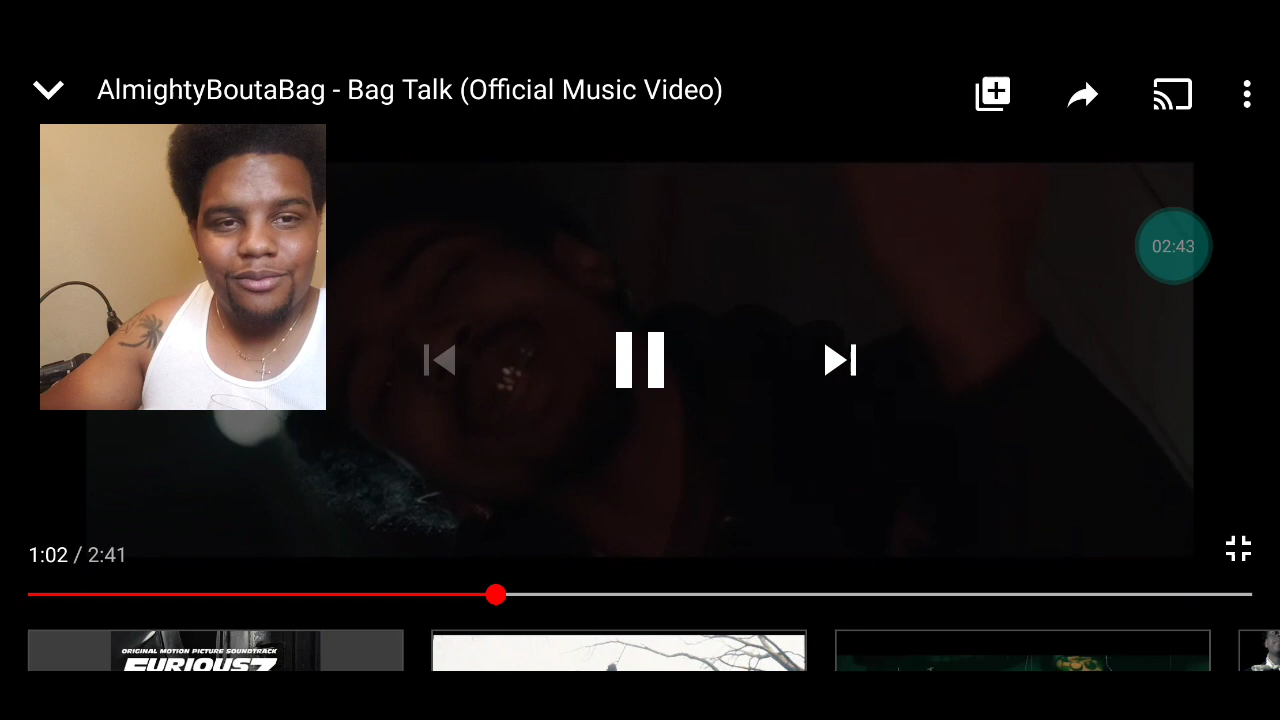 AlmightyBoutaBag - Bag Talk (Official Music Video)
02:43
1:02 / 2:41
ORIGINAL MOTION PICTURE SOUNDTRACK
FURIOUS 7